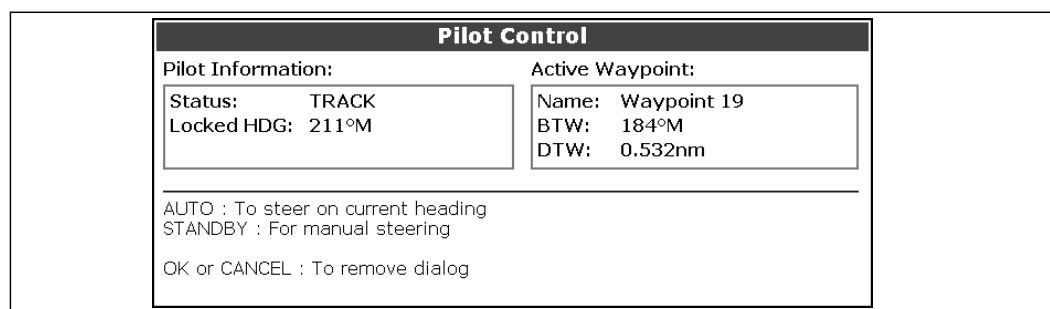 Pilot Control
Pilot Information:
Status: TRACK
Locked HDG: 211°M
Active Waypoint:
Name: Waypoint 19
BTW: 184°M
DTW: 0.532nm
AUTO : To steer on current heading
STANDBY : For manual steering
OK or CANCEL : To remove dialog